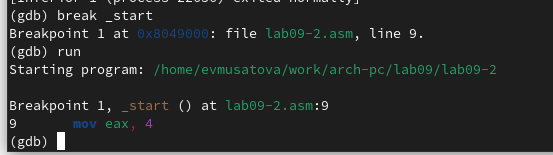 [Inferior 1 (process 22650) exited normally]
(gdb) break _start
Breakpoint 1 at 0x8049000: file lab09-2.asm, line 9.
(gdb) run
Starting program: /home/evmusatova/work/arch-pc/lab09/lab09-2
Breakpoint 1, _start () at lab09-2.asm:9
9 mov eax, 4
(gdb)